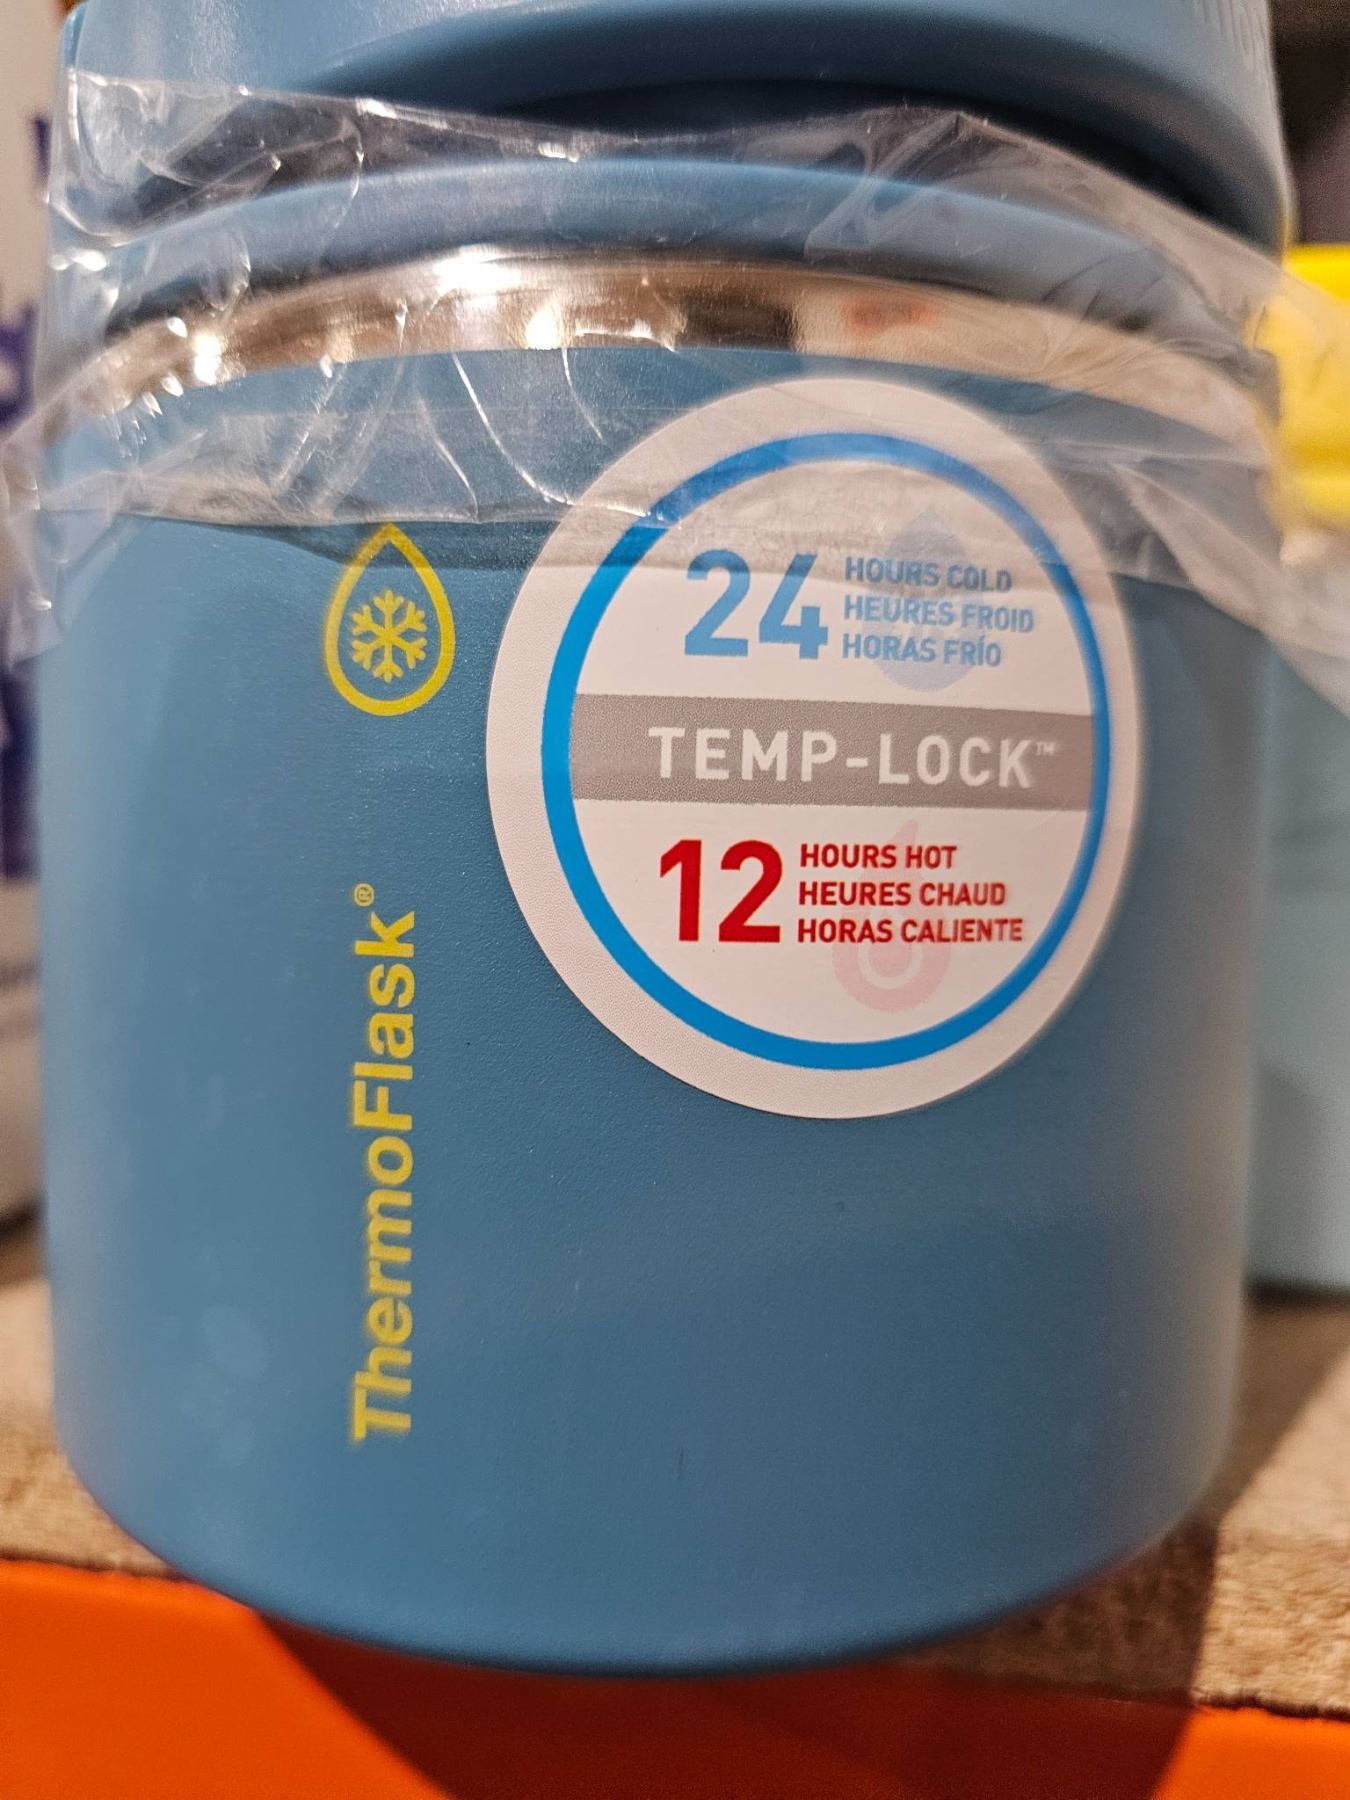 24
HOURS COLD
HEURES FROID
HORAS FRÍO
TEMP-LOCK™
12
HOURS HOT
HEURES CHAUD
HORAS CALIENTE
ThermoFlask®